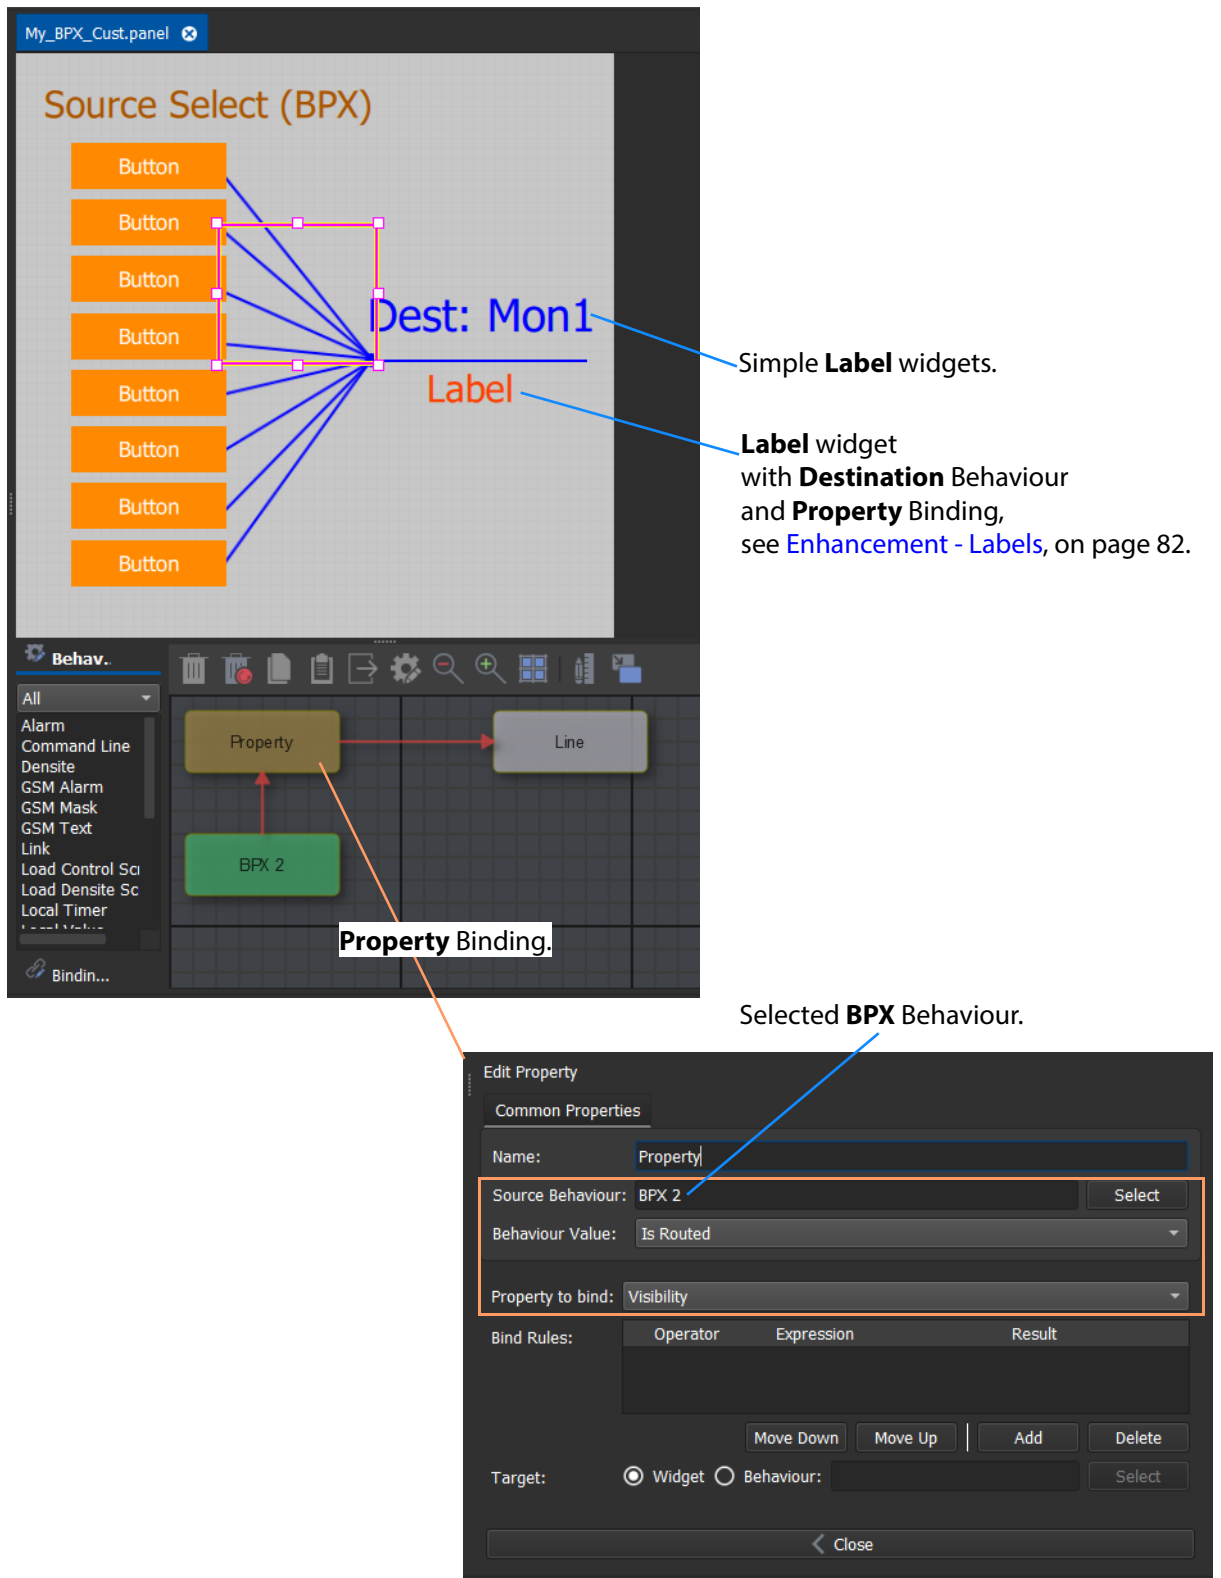 My_BPX_Cust.panel
Source Select (BPX)
Button
Button
Button
Button
Button
Button
Button
Button
Dest: Mon1
Label
Simple Label widgets.
Label widget
with Destination Behaviour
and Property Binding,
see Enhancement - Labels, on page 82.
Behav..
All
Alarm
Command Line
Densite
GSM Alarm
GSM Mask
GSM Text
Link
Load Control Scr
Load Densite Sc
Local Timer
Local Value
Bindin...
Property
Line
BPX 2
Property Binding.
Selected BPX Behaviour.
Edit Property
Common Properties
Name: Property
Source Behaviour: BPX 2 Select
Behaviour Value: Is Routed
Property to bind: Visibility
Bind Rules: Operator Expression Result
Move Down Move Up Add Delete
Target: Widget Behaviour: Select
Close